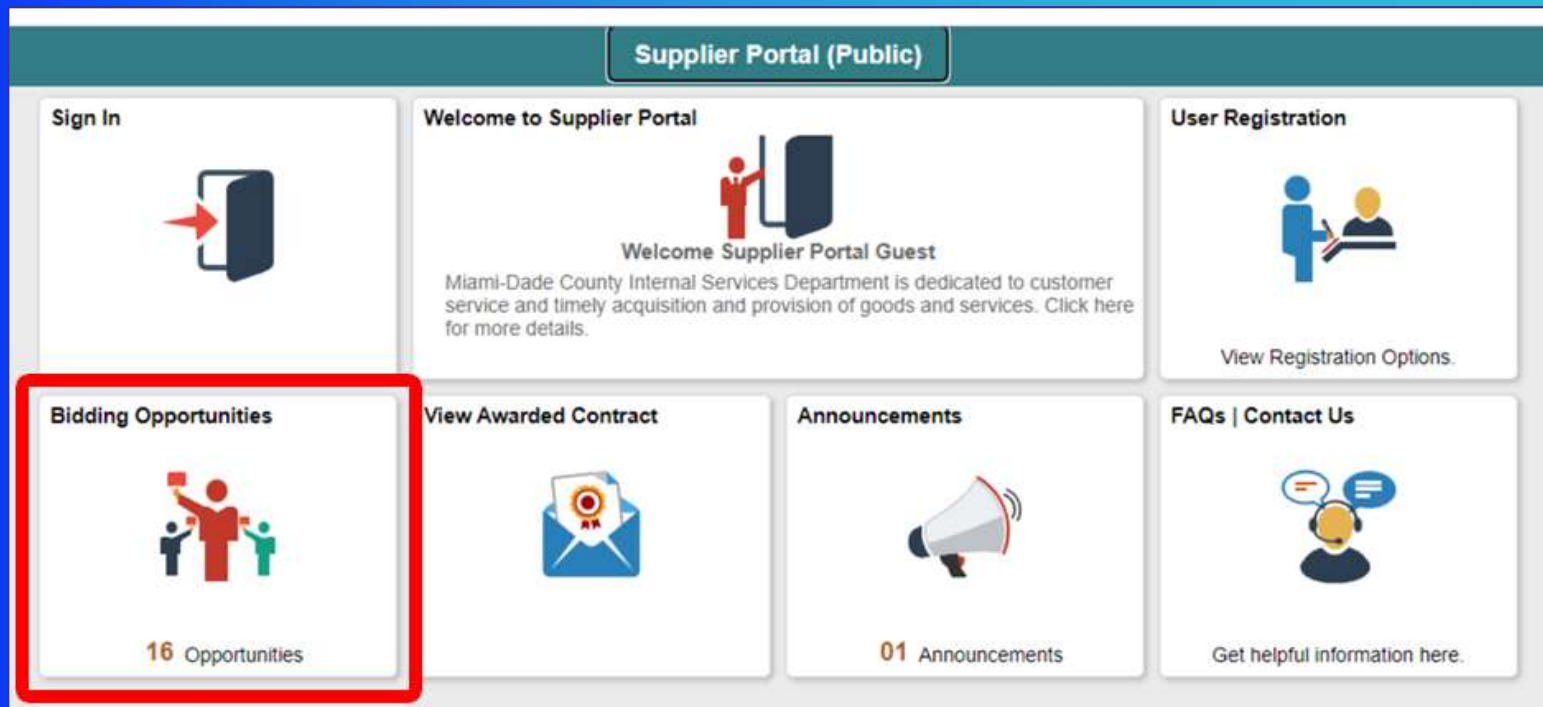 Supplier Portal (Public)
Sign In
Welcome to Supplier Portal
Welcome Supplier Portal Guest
Miami-Dade County Internal Services Department is dedicated to customer
service and timely acquisition and provision of goods and services. Click here
for more details.
User Registration
View Registration Options.
Bidding Opportunities
16 Opportunities
View Awarded Contract
Announcements
01 Announcements
FAQs | Contact Us
Get helpful information here.